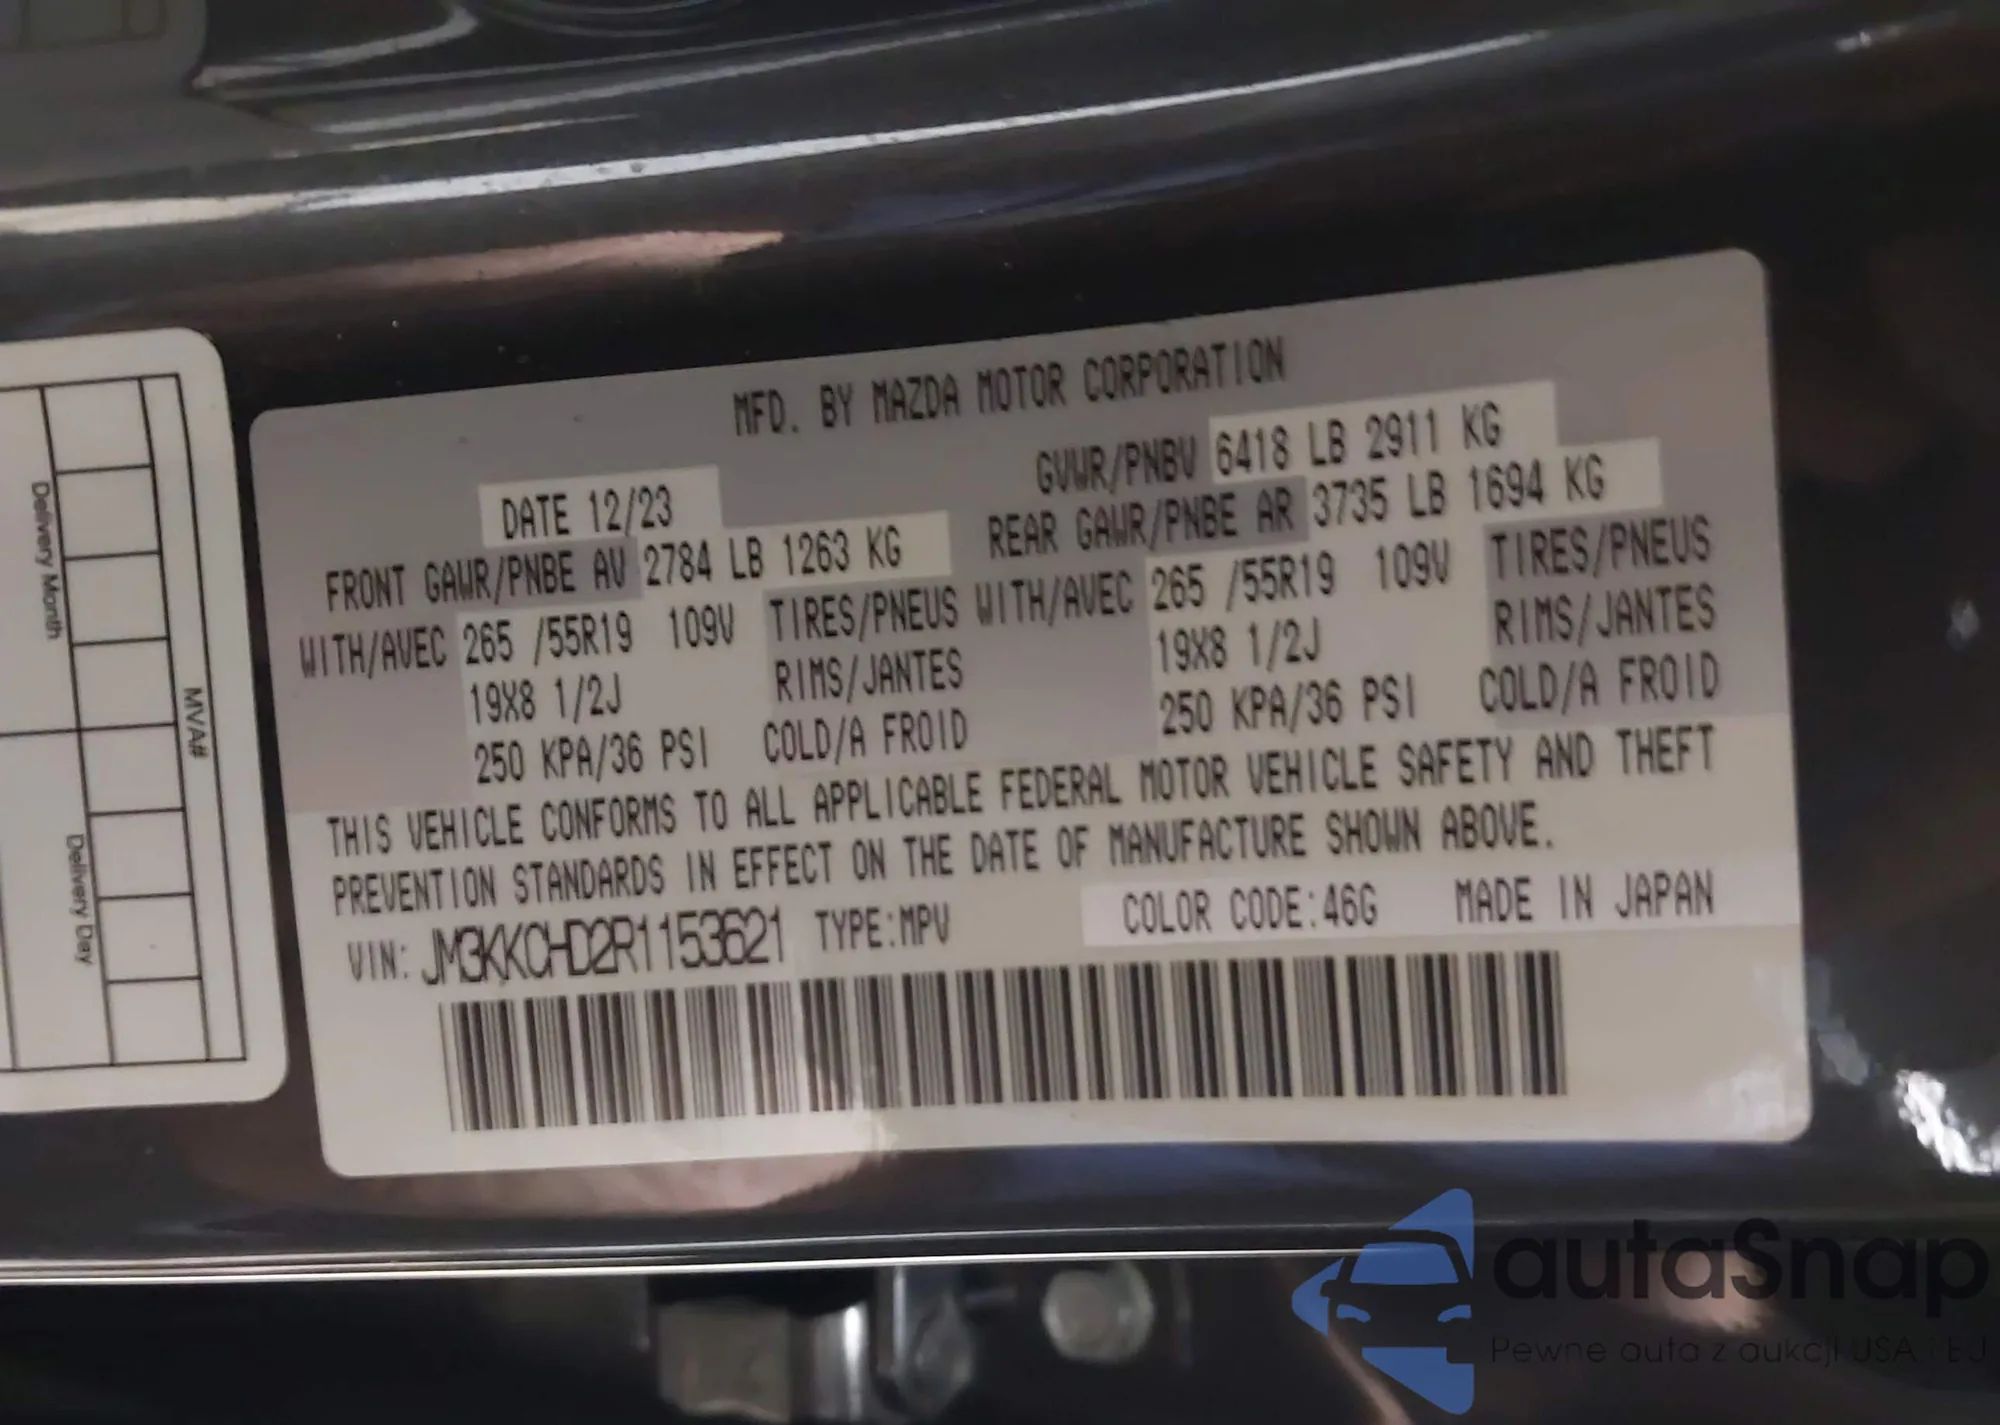 MFD. BY MAZDA MOTOR CORPORATION
DATE 12/23
GVWR/PNBV 6418 LB 2911 KG
FRONT GAWR/PNBE AV 2784 LB 1263 KG
REAR GAWR/PNBE AR 3735 LB 1694 KG
WITH/AVEC 265 /55R19 109V TIRES/PNEUS
WITH/AVEC 265 /55R19 109V TIRES/PNEUS
19X8 1/2J RIMS/JANTES
19X8 1/2J RIMS/JANTES
250 KPA/36 PSI COLD/A FROID
250 KPA/36 PSI COLD/A FROID
THIS VEHICLE CONFORMS TO ALL APPLICABLE FEDERAL MOTOR VEHICLE SAFETY AND THEFT
PREVENTION STANDARDS IN EFFECT ON THE DATE OF MANUFACTURE SHOWN ABOVE.
VIN: JM3KKCHD2R1153621 TYPE:MPV COLOR CODE:46G MADE IN JAPAN
MVA#
Delivery Month
Delivery Day
autaSnap
Pewne auta z aukcji USA i EU